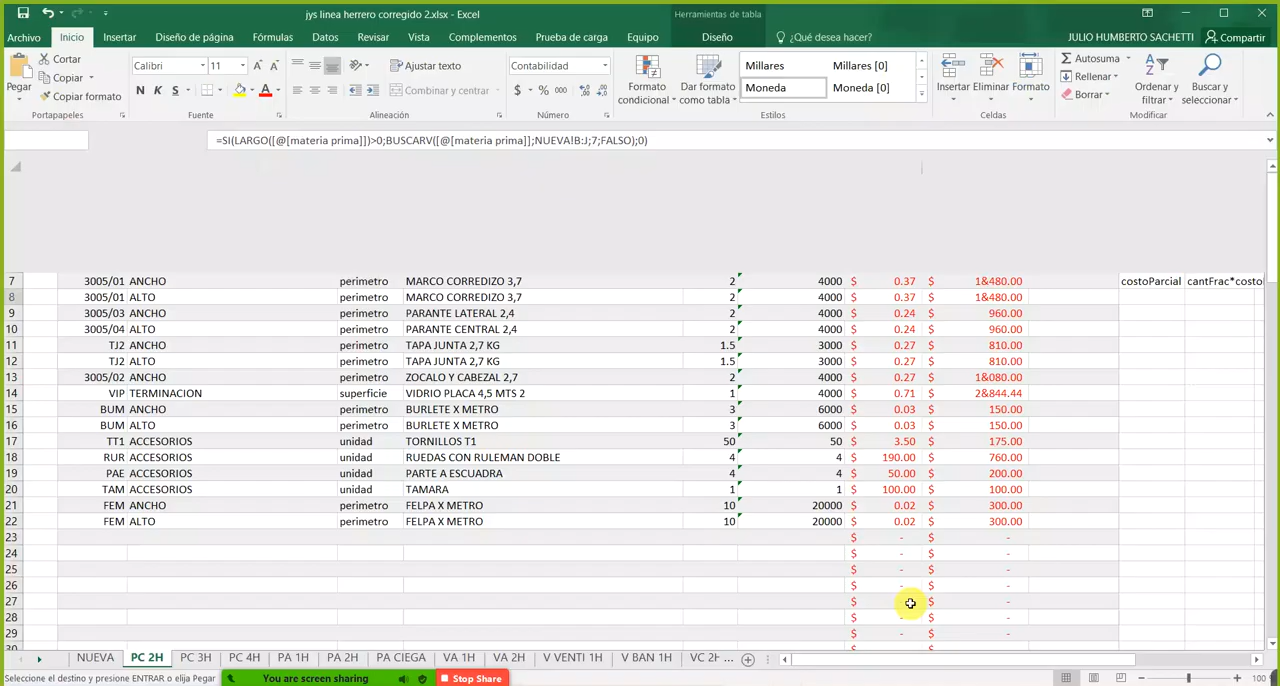 jys linea herrero corregido 2.xlsx - Excel
Herramientas de tabla
Archivo Inicio Insertar Diseño de página Fórmulas Datos Revisar Vista Complementos Prueba de carga Equipo Diseño ¿Qué desea hacer? JULIO HUMBERTO SACHETTI Compartir
Pegar
Cortar
Copiar
Copiar formato
Portapapeles
Calibri 11
N K S
Fuente
Ajustar texto
Combinar y centrar
Alineación
Contabilidad
$ % 000
Número
Formato condicional
Dar formato como tabla
Millares Millares [0]
Moneda Moneda [0]
Estilos
Insertar Eliminar Formato
Celdas
Autosuma
Rellenar
Borrar
Ordenar y filtrar
Buscar y seleccionar
Modificar
=SI(LARGO([@[materia prima]])>0;BUSCARV([@[materia prima]];NUEVA!B:J;7;FALSO);0)
7 3005/01 ANCHO perimetro MARCO CORREDIZO 3,7 2 4000 $ 0.37 $ 1&480.00 costoParcial cantFrac*costo
8 3005/01 ALTO perimetro MARCO CORREDIZO 3,7 2 4000 $ 0.37 $ 1&480.00
9 3005/03 ANCHO perimetro PARANTE LATERAL 2,4 2 4000 $ 0.24 $ 960.00
10 3005/04 ALTO perimetro PARANTE CENTRAL 2,4 2 4000 $ 0.24 $ 960.00
11 TJ2 ANCHO perimetro TAPA JUNTA 2,7 KG 1.5 3000 $ 0.27 $ 810.00
12 TJ2 ALTO perimetro TAPA JUNTA 2,7 KG 1.5 3000 $ 0.27 $ 810.00
13 3005/02 ANCHO perimetro ZOCALO Y CABEZAL 2,7 2 4000 $ 0.27 $ 1&080.00
14 VIP TERMINACION superficie VIDRIO PLACA 4,5 MTS 2 1 4000 $ 0.71 $ 2&844.44
15 BUM ANCHO perimetro BURLETE X METRO 3 6000 $ 0.03 $ 150.00
16 BUM ALTO perimetro BURLETE X METRO 3 6000 $ 0.03 $ 150.00
17 TT1 ACCESORIOS unidad TORNILLOS T1 50 50 $ 3.50 $ 175.00
18 RUR ACCESORIOS unidad RUEDAS CON RULEMAN DOBLE 4 4 $ 190.00 $ 760.00
19 PAE ACCESORIOS unidad PARTE A ESCUADRA 4 4 $ 50.00 $ 200.00
20 TAM ACCESORIOS unidad TAMARA 1 1 $ 100.00 $ 100.00
21 FEM ANCHO perimetro FELPA X METRO 10 20000 $ 0.02 $ 300.00
22 FEM ALTO perimetro FELPA X METRO 10 20000 $ 0.02 $ 300.00
23 $ - $ -
24 $ - $ -
25 $ - $ -
26 $ - $ -
27 $ - $ -
28 $ - $ -
29 $ - $ -
30
NUEVA PC 2H PC 3H PC 4H PA 1H PA 2H PA CIEGA VA 1H VA 2H V VENTI 1H V BAN 1H VC 2H ...
Seleccione el destino y presione ENTRAR o elija Pegar You are screen sharing Stop Share 100